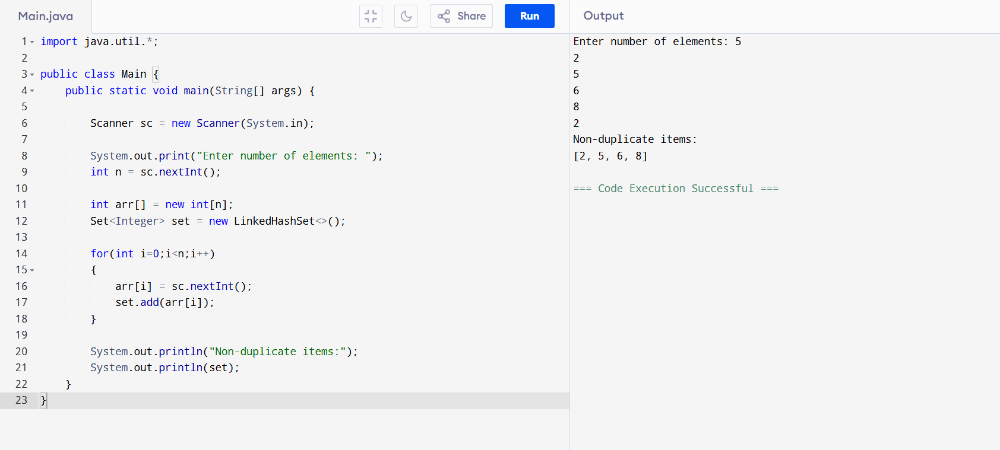 Main.java
Share
Run
Output
1 import java.util.*;
2
3 public class Main {
4     public static void main(String[] args) {
5
6         Scanner sc = new Scanner(System.in);
7
8         System.out.print("Enter number of elements: ");
9         int n = sc.nextInt();
10
11         int arr[] = new int[n];
12         Set<Integer> set = new LinkedHashSet<>();
13
14         for(int i=0;i<n;i++)
15         {
16             arr[i] = sc.nextInt();
17             set.add(arr[i]);
18         }
19
20         System.out.println("Non-duplicate items:");
21         System.out.println(set);
22     }
23 }
Enter number of elements: 5
2
5
6
8
2
Non-duplicate items:
[2, 5, 6, 8]
=== Code Execution Successful ===